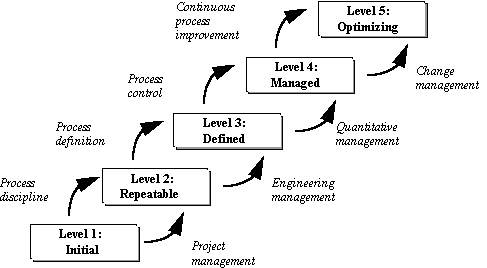 Continuous
process
improvement
Level 5:
Optimizing
Level 4:
Managed
Change
management
Process
control
Level 3:
Defined
Quantitative
management
Process
definition
Level 2:
Repeatable
Engineering
management
Process
discipline
Level 1:
Initial
Project
management